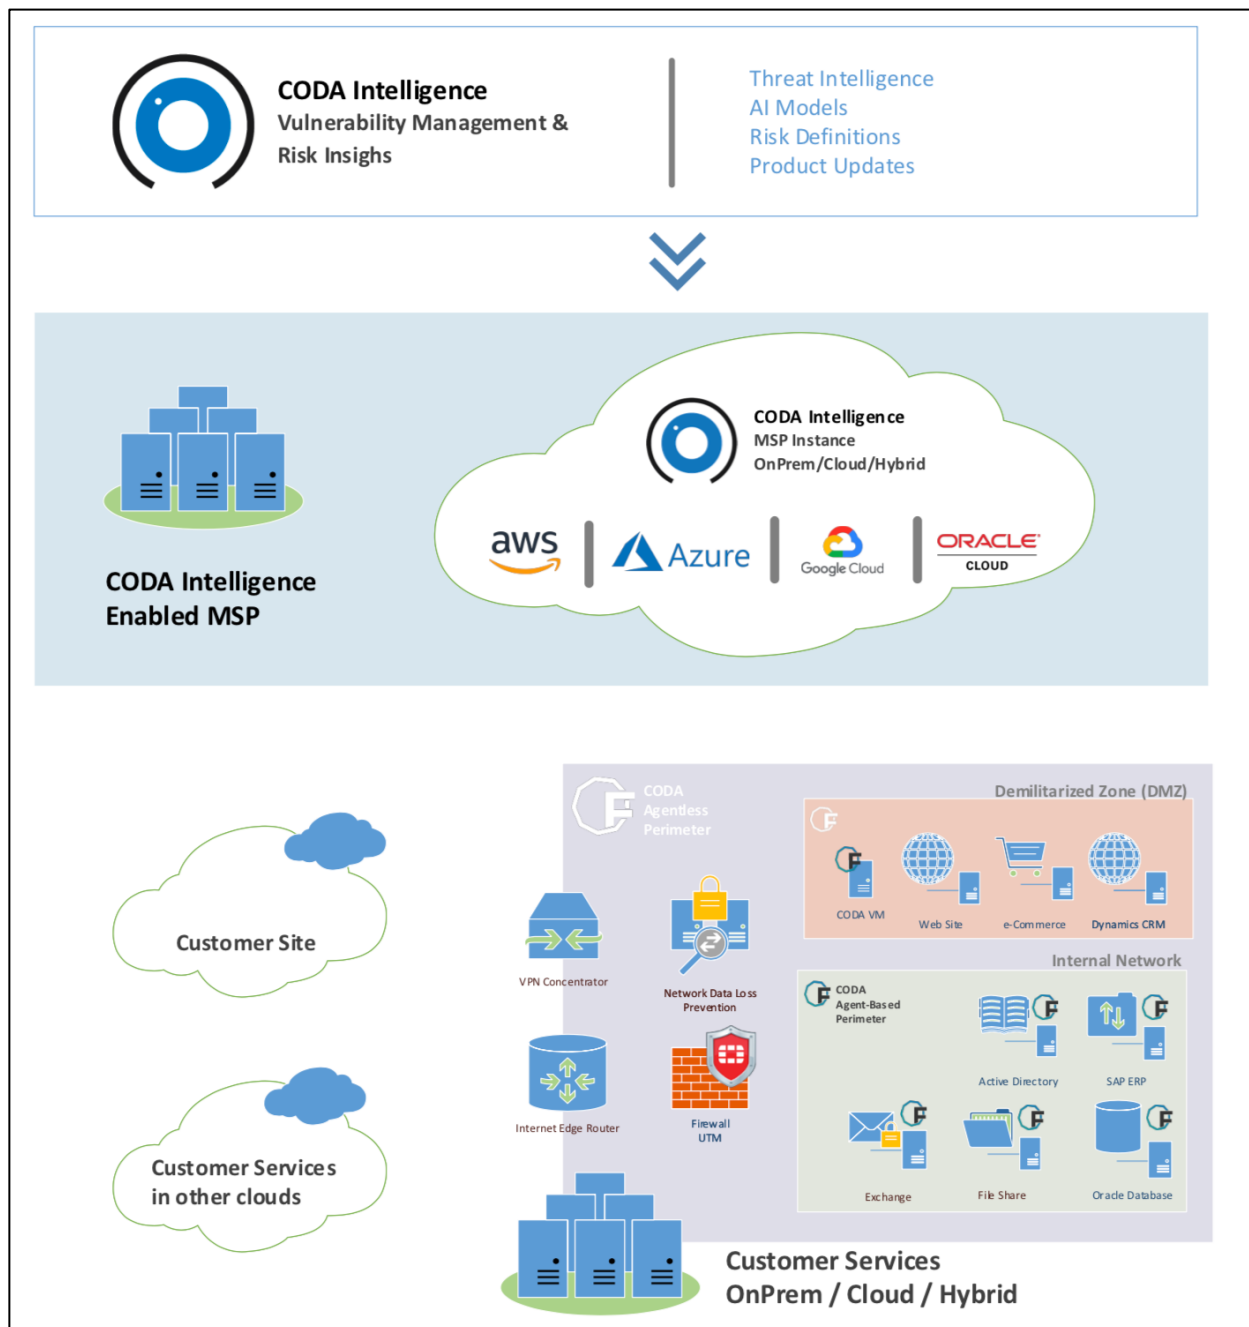 CODA Intelligence
Vulnerability Management &
Risk Insighs
Threat Intelligence
AI Models
Risk Definitions
Product Updates
CODA Intelligence
MSP Instance
OnPrem/Cloud/Hybrid
aws
Azure
Google Cloud
ORACLE
CLOUD
CODA Intelligence
Enabled MSP
CODA
Agentless
Perimeter
Demilitarized Zone (DMZ)
CODA VM
Web Site
e-Commerce
Dynamics CRM
Customer Site
VPN Concentrator
Network Data Loss
Prevention
Internal Network
CODA
Agent-Based
Perimeter
Active Directory
SAP ERP
Internet Edge Router
Firewall
UTM
Customer Services
in other clouds
Exchange
File Share
Oracle Database
Customer Services
OnPrem / Cloud / Hybrid